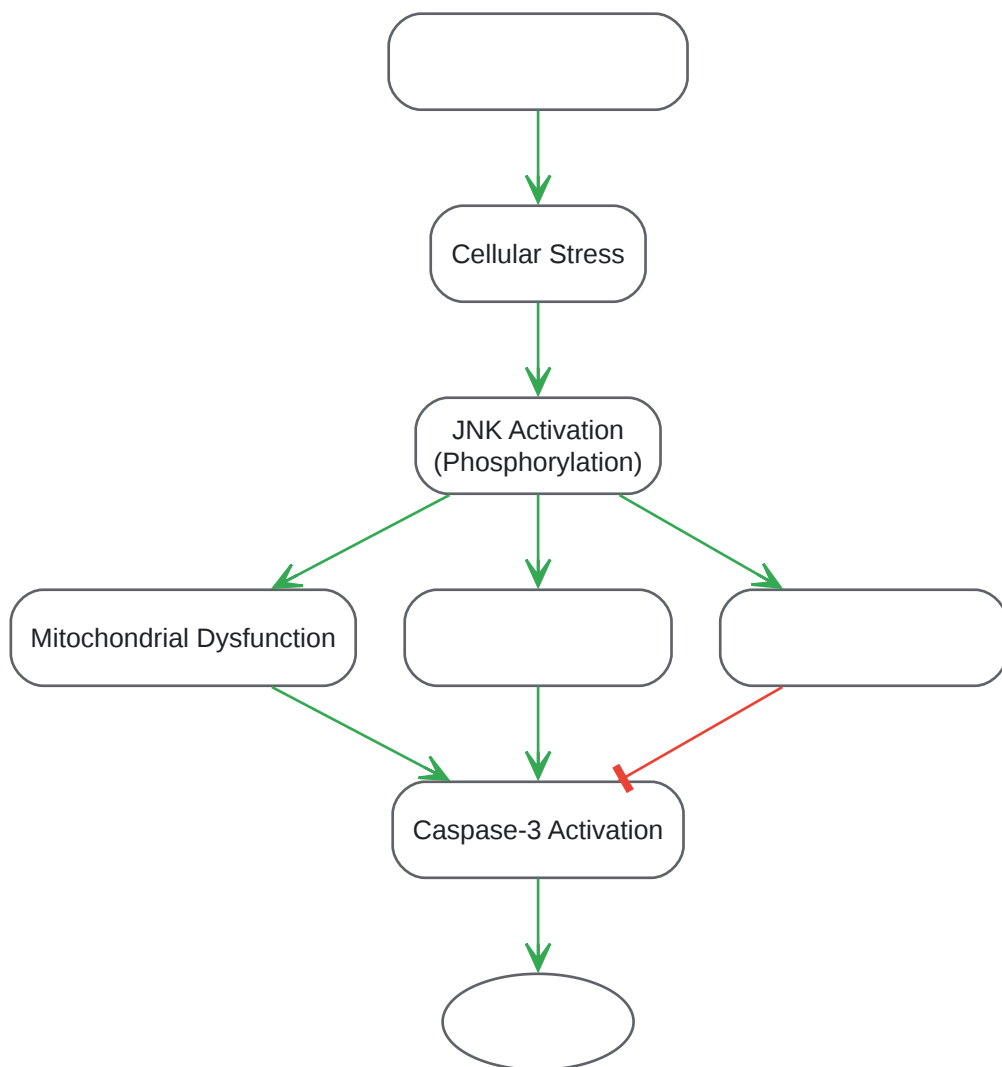 Cellular Stress
JNK Activation
(Phosphorylation)
Mitochondrial Dysfunction
Caspase-3 Activation